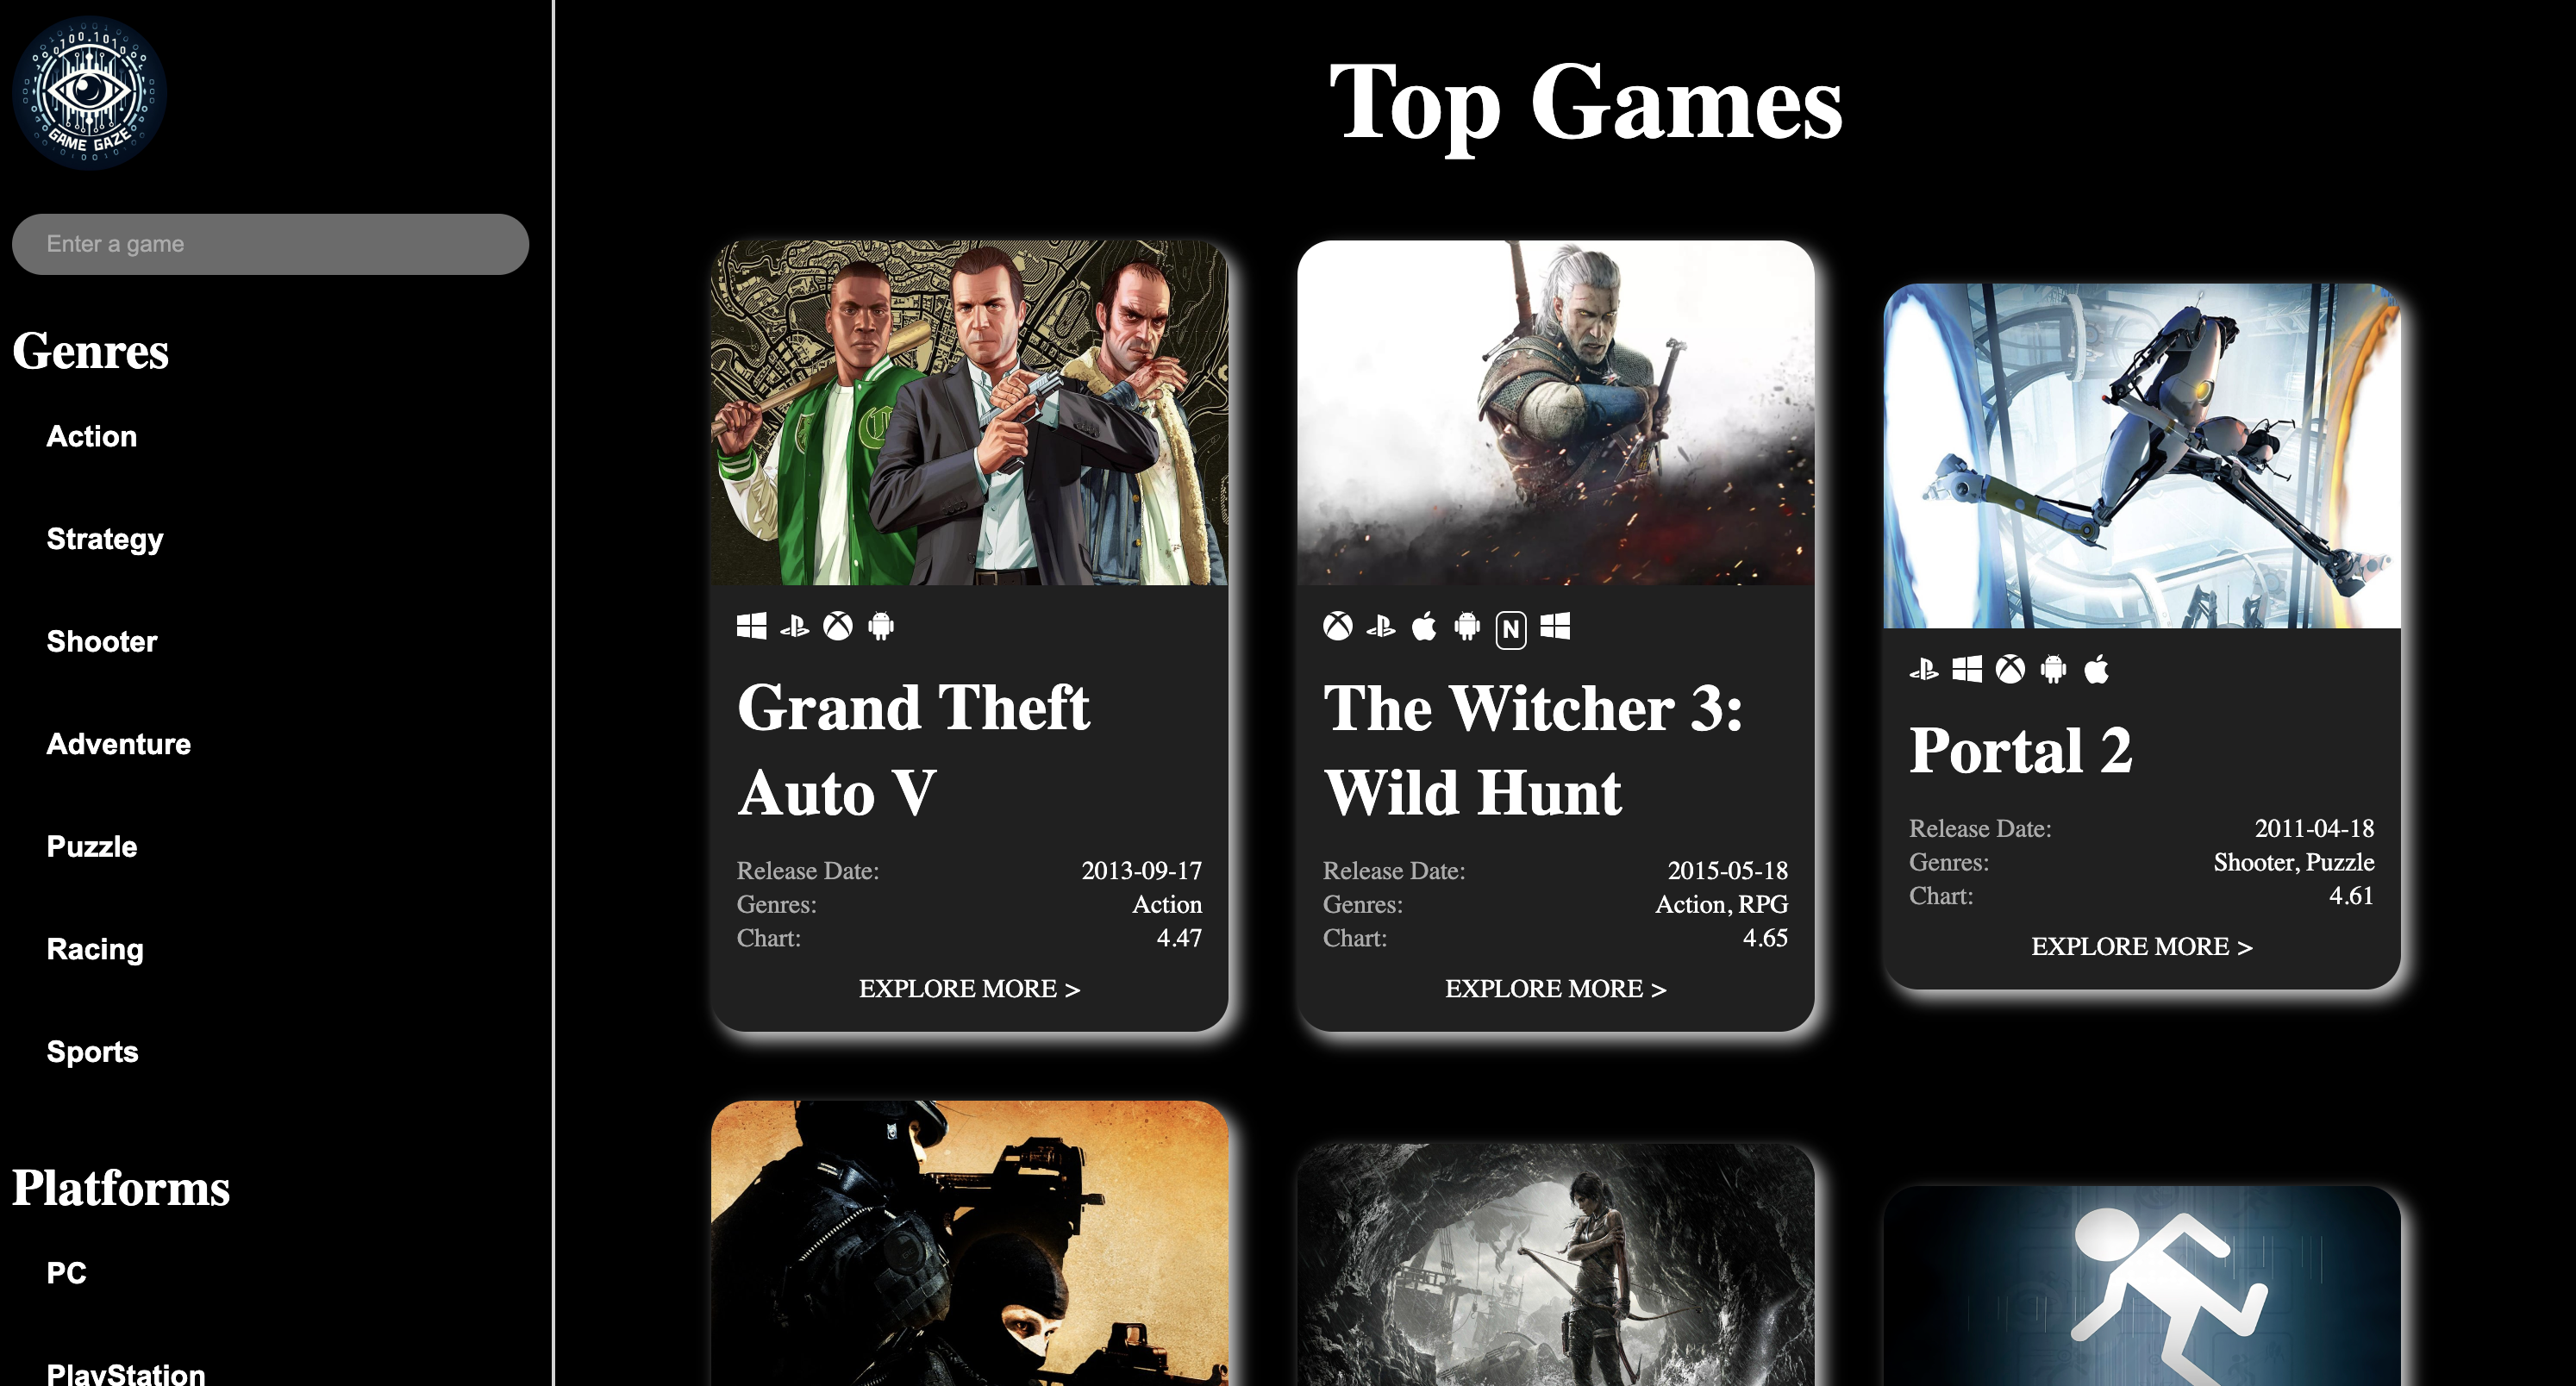 GAME GAZE
Enter a game
Genres
Action
Strategy
Shooter
Adventure
Puzzle
Racing
Sports
Platforms
PC
PlayStation
Top Games
N
Grand Theft
Auto V
Release Date: 2013-09-17
Genres: Action
Chart: 4.47
EXPLORE MORE >
The Witcher 3:
Wild Hunt
Release Date: 2015-05-18
Genres: Action, RPG
Chart: 4.65
EXPLORE MORE >
Portal 2
Release Date: 2011-04-18
Genres: Shooter, Puzzle
Chart: 4.61
EXPLORE MORE >